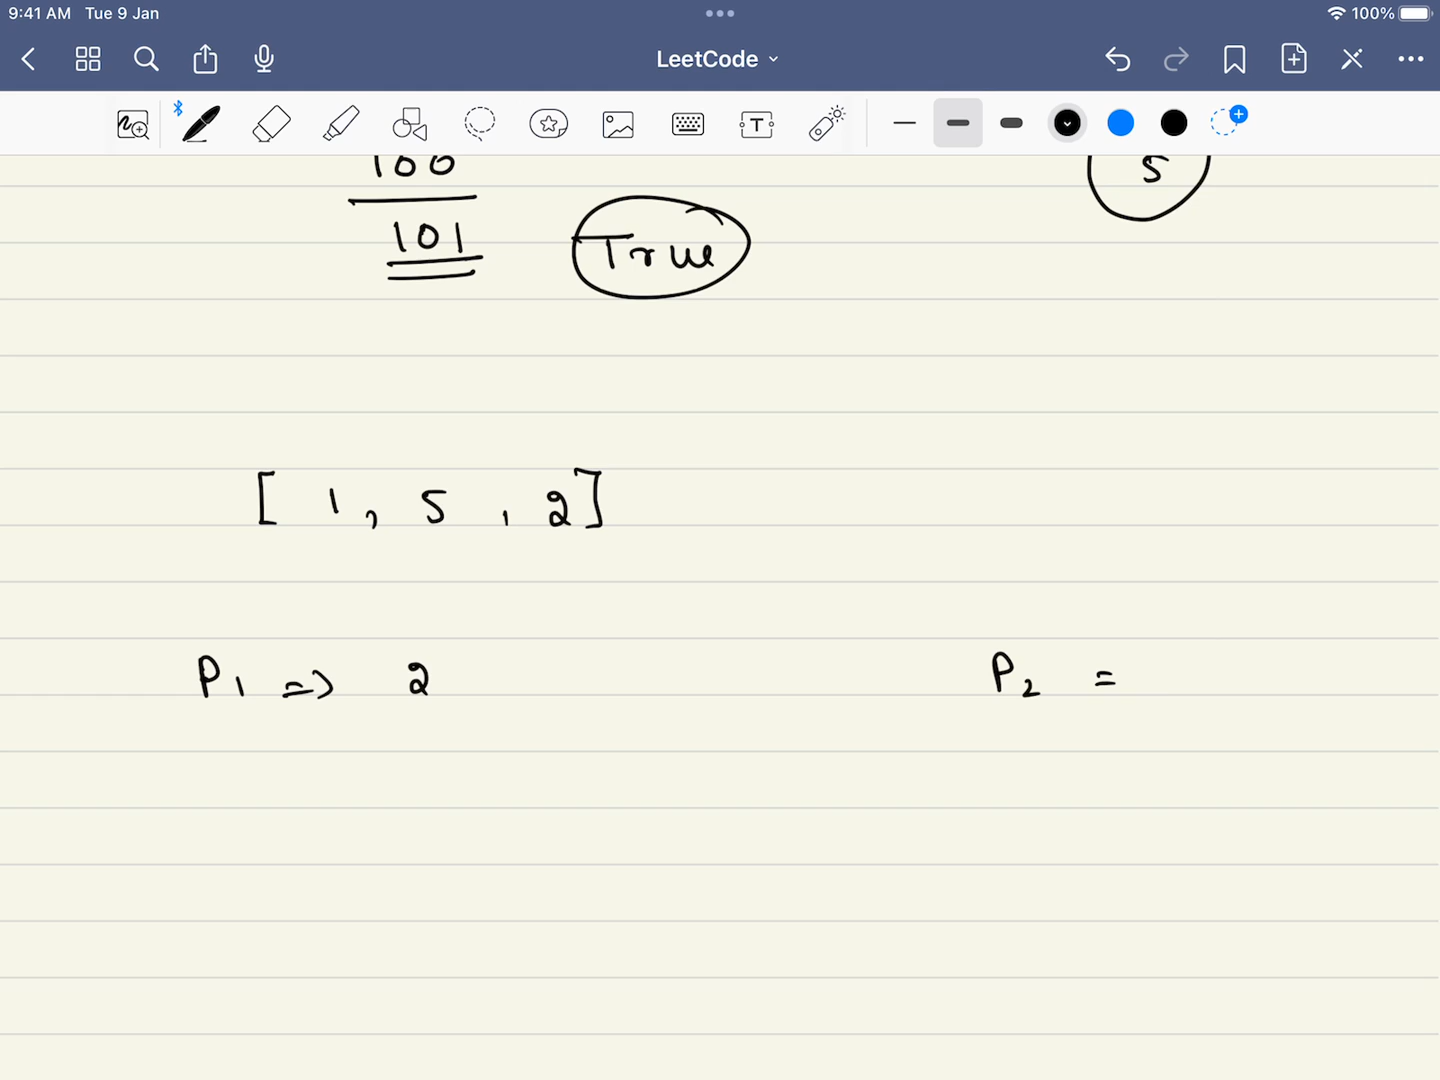 9:41 AM Tue 9 Jan
100%
LeetCode
T
100
5
101
True
[ 1, 5, 2]
P1 => 2
P2 =